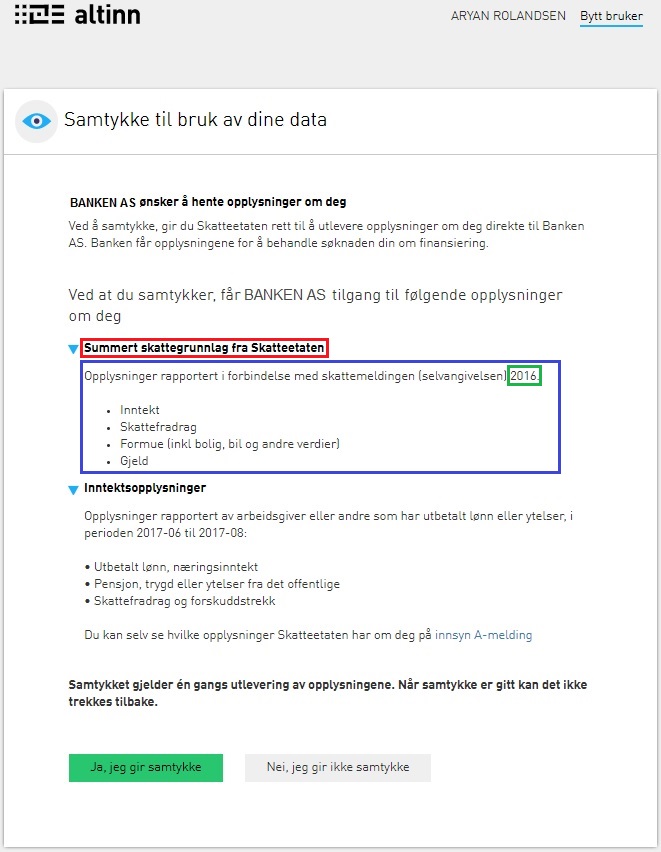 altinn
ARYAN ROLANDSEN Bytt bruker
Samtykke til bruk av dine data
BANKEN AS ønsker å hente opplysninger om deg
Ved å samtykke, gir du Skatteetaten rett til å utlevere opplysninger om deg direkte til Banken
AS. Banken får opplysningene for å behandle søknaden din om finansiering.
Ved at du samtykker, får BANKEN AS tilgang til følgende opplysninger
om deg
Summert skattegrunnlag fra Skatteetaten
Opplysninger rapportert i forbindelse med skattemeldingen (selvangivelsen) 2016.
• Inntekt
• Skattefradrag
• Formue (inkl bolig, bil og andre verdier)
• Gjeld
Inntektsopplysninger
Opplysninger rapportert av arbeidsgiver eller andre som har utbetalt lønn eller ytelser, i
perioden 2017-06 til 2017-08:
• Utbetalt lønn, næringsinntekt
• Pensjon, trygd eller ytelser fra det offentlige
• Skattefradrag og forskuddstrekk
Du kan selv se hvilke opplysninger Skatteetaten har om deg på innsyn A-melding
Samtykket gjelder én gangs utlevering av opplysningene. Når samtykke er gitt kan det ikke
trekkes tilbake.
Ja, jeg gir samtykke
Nei, jeg gir ikke samtykke